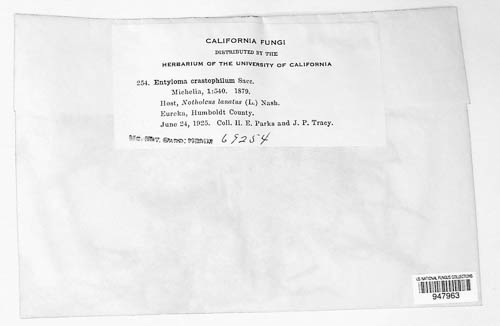 CALIFORNIA FUNGI
DISTRIBUTED BY THE
HERBARIUM OF THE UNIVERSITY OF CALIFORNIA
254. Entyloma crastophilum Sacc.
Michelia, 1:540. 1879.
Host, Notholcus lanatus (L.) Nash.
Eureka, Humboldt County.
June 24, 1925. Coll. H. E. Parks and J. P. Tracy.
69254
US NATIONAL FUNGUS COLLECTIONS
947963